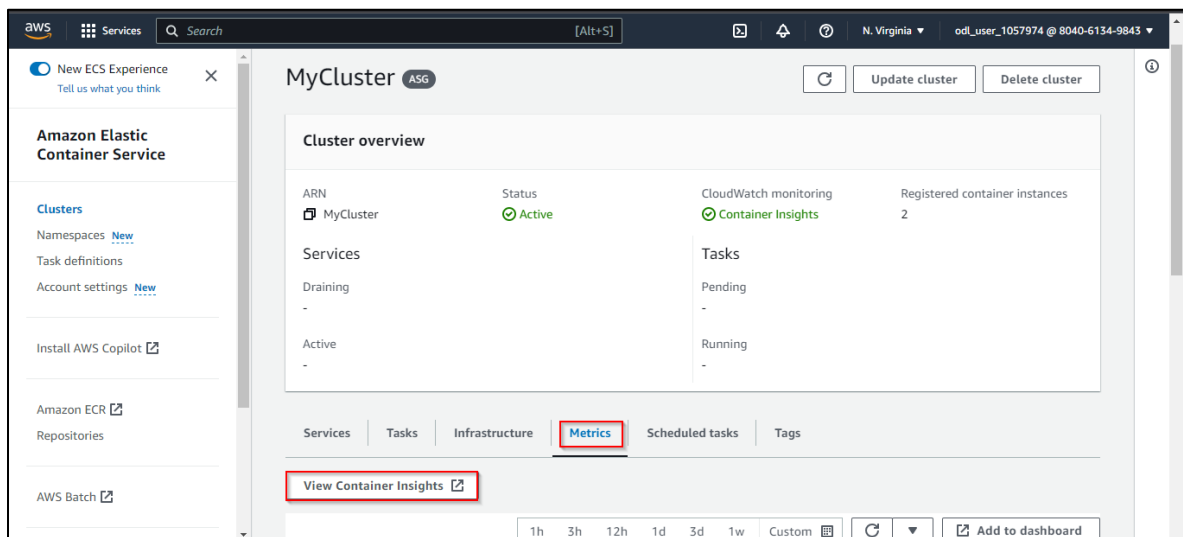 aws Services Search [Alt+S] N. Virginia ▼ odl_user_1057974 @ 8040-6134-9843 ▼
New ECS Experience
Tell us what you think
Amazon Elastic
Container Service
Clusters
Namespaces New
Task definitions
Account settings New
Install AWS Copilot
Amazon ECR
Repositories
AWS Batch
MyCluster ASG Update cluster Delete cluster
Cluster overview
ARN Status CloudWatch monitoring Registered container instances
MyCluster Active Container Insights 2
Services Tasks
Draining Pending
- -
Active Running
- -
Services Tasks Infrastructure Metrics Scheduled tasks Tags
View Container Insights
1h 3h 12h 1d 3d 1w Custom Add to dashboard